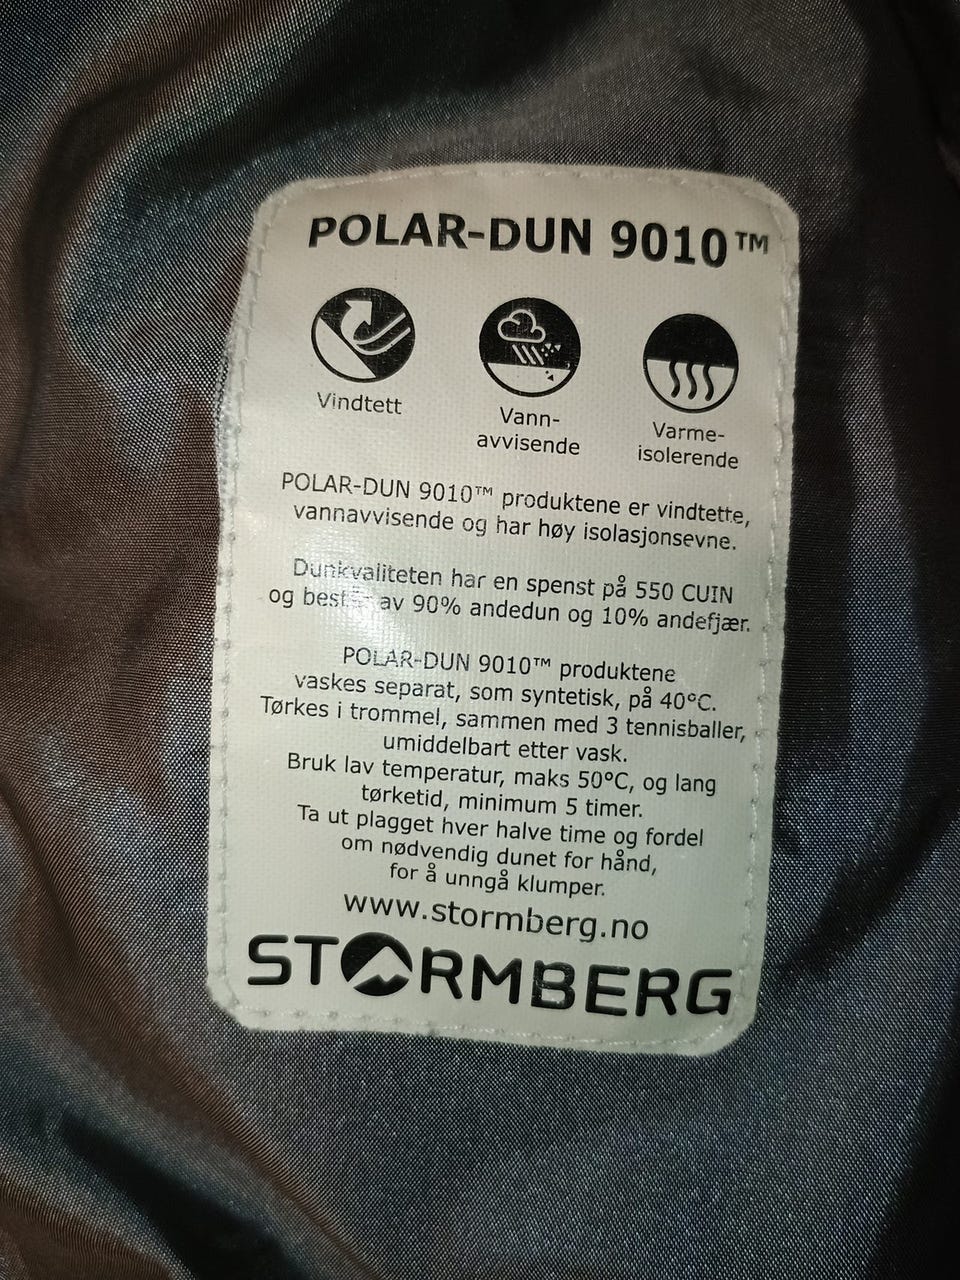 POLAR-DUN 9010™
Vindtett
Vann-
avvisende
Varme-
isolerende
POLAR-DUN 9010™ produktene er vindtette,
vannavvisende og har høy isolasjonsevne.
Dunkvaliteten har en spenst på 550 CUIN
og består av 90% andedun og 10% andefjær.
POLAR-DUN 9010™ produktene
vaskes separat, som syntetisk, på 40°C.
Tørkes i trommel, sammen med 3 tennisballer,
umiddelbart etter vask.
Bruk lav temperatur, maks 50°C, og lang
tørketid, minimum 5 timer.
Ta ut plagget hver halve time og fordel
om nødvendig dunet for hånd,
for å unngå klumper.
www.stormberg.no
STORMBERG